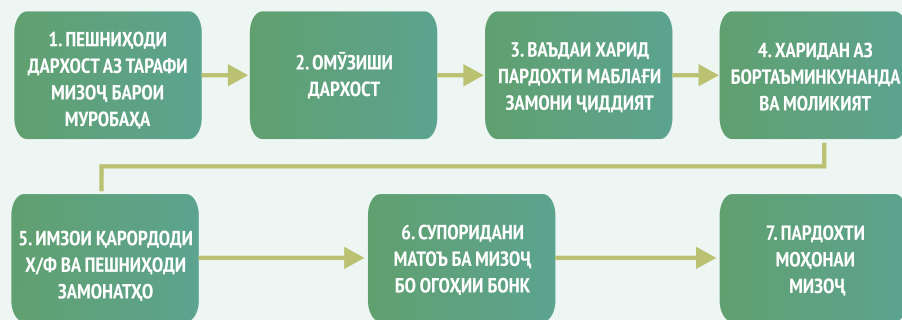 1. ПЕШНИҲОДИ
ДАРХОСТ АЗ ТАРАФИ
МИЗОҶ БАРОИ
МУРОБАҲА
2. ОМӮЗИШИ
ДАРХОСТ
3. ВАЪДАИ ХАРИД
ПАРДОХТИ МАБЛАҒИ
ЗАМОНИ ҶИДДИЯТ
4. ХАРИДАН АЗ
БОРТАЪМИНКУНАНДА
ВА МОЛИКИЯТ
5. ИМЗОИ ҚАРОРДОДИ
Х/Ф ВА ПЕШНИҲОДИ
ЗАМОНАТҲО
6. СУПОРИДАНИ
МАТОЪ БА МИЗОҶ
БО ОГОҲИИ БОНК
7. ПАРДОХТИ
МОҲОНАИ
МИЗОҶ